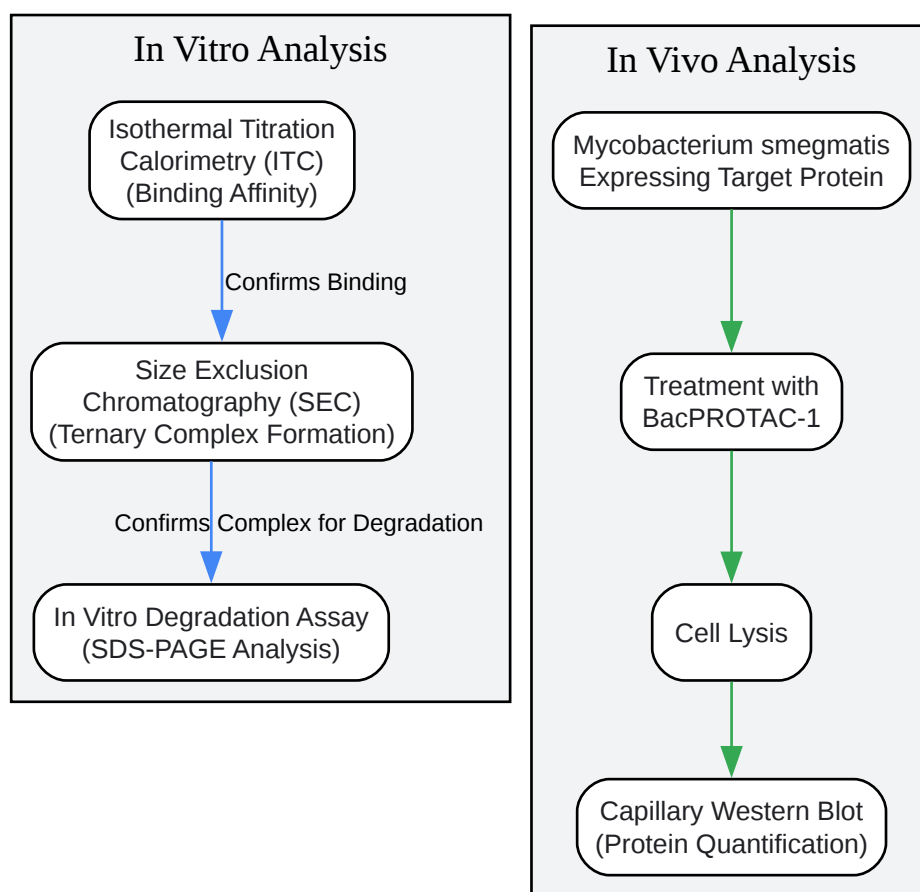 In Vitro Analysis
Isothermal Titration
Calorimetry (ITC)
(Binding Affinity)
Confirms Binding
Size Exclusion
Chromatography (SEC)
(Ternary Complex Formation)
Confirms Complex for Degradation
In Vitro Degradation Assay
(SDS-PAGE Analysis)
In Vivo Analysis
Mycobacterium smegmatis
Expressing Target Protein
Treatment with
BacPROTAC-1
Cell Lysis
Capillary Western Blot
(Protein Quantification)